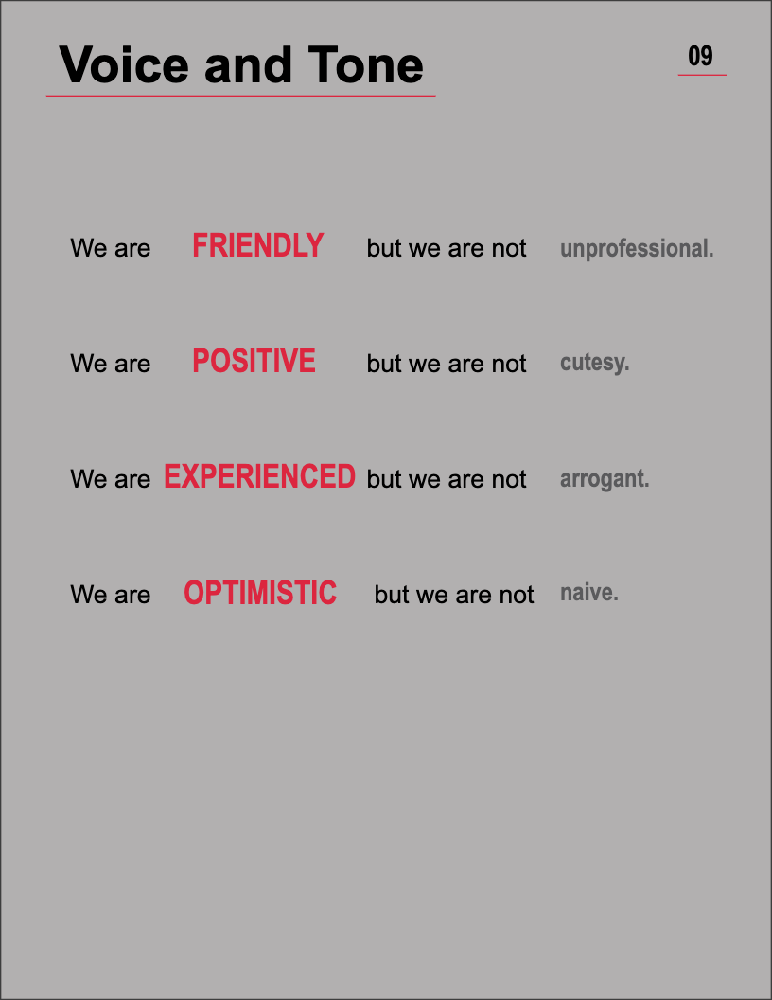 Voice and Tone
09
We are FRIENDLY but we are not unprofessional.
We are POSITIVE but we are not cutesy.
We are EXPERIENCED but we are not arrogant.
We are OPTIMISTIC but we are not naive.